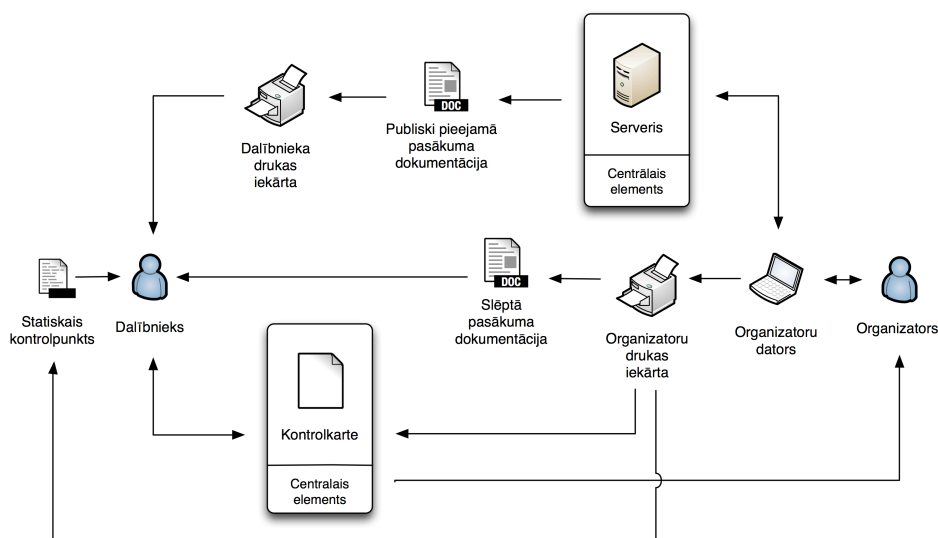 Serveris
Centrālais
elements
DOC
Publiski pieejamā
pasākuma
dokumentācija
Dalībnieka
drukas
iekārta
Statiskais
kontrolpunkts
Dalībnieks
DOC
Slēptā
pasākuma
dokumentācija
Organizatoru
drukas
iekārta
Organizatoru
dators
Organizators
Kontrolkarte
Centralais
elements